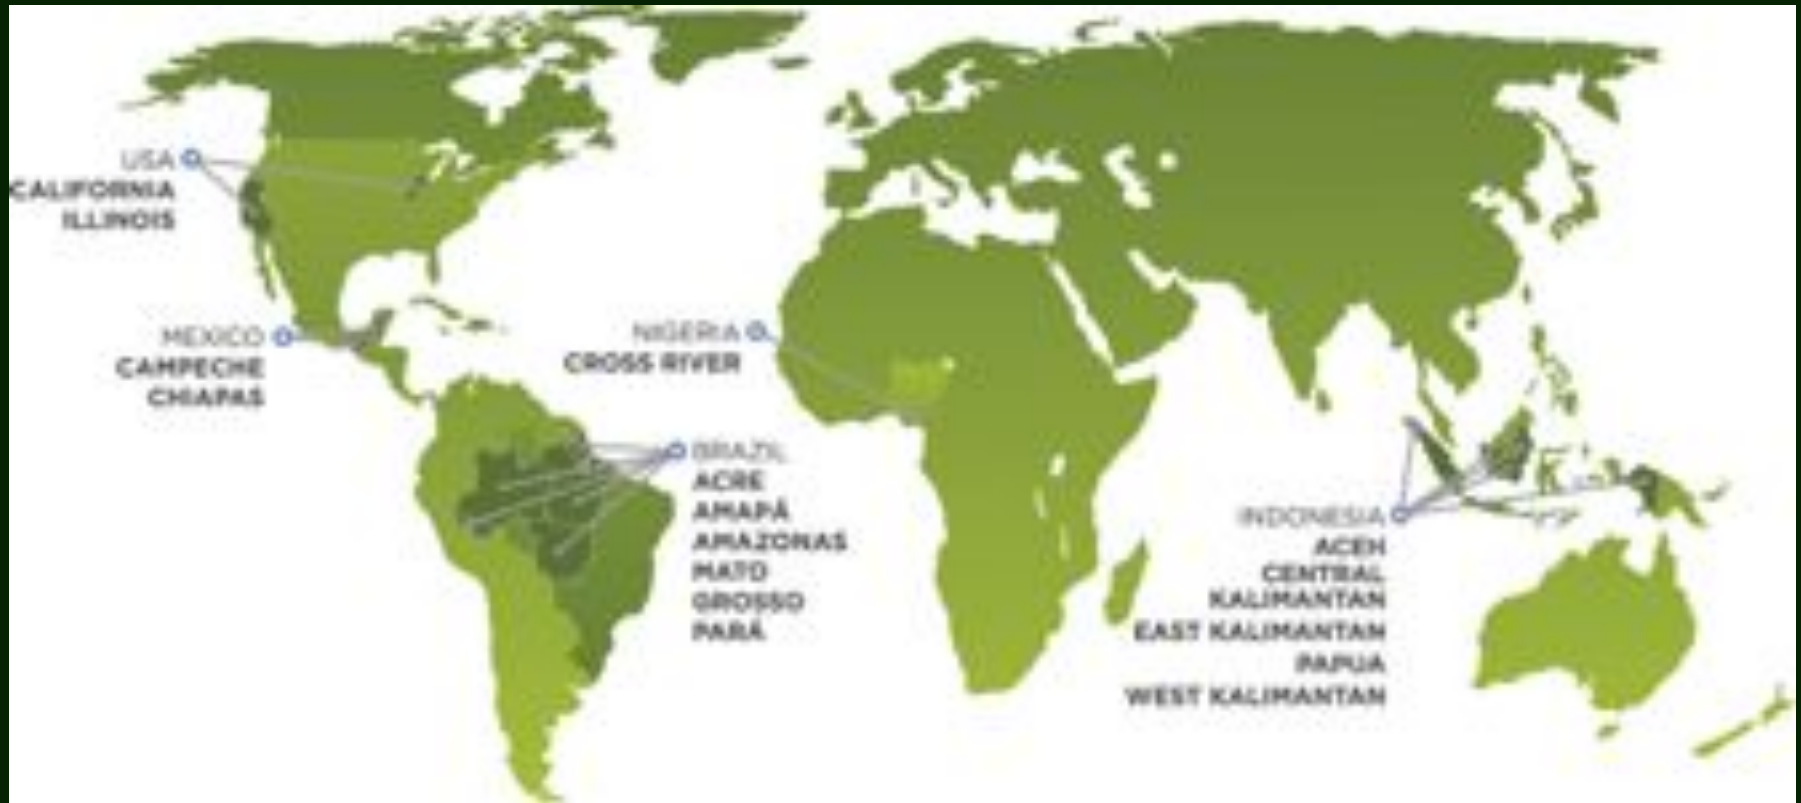 USA
CALIFORNIA
ILLINOIS
MEXICO
CAMPECHE
CHIAPAS
NIGERIA
CROSS RIVER
BRAZIL
ACRE
AMAPÁ
AMAZONAS
MATO
GROSSO
PARÁ
INDONESIA
ACEH
CENTRAL
KALIMANTAN
EAST KALIMANTAN
PAPUA
WEST KALIMANTAN